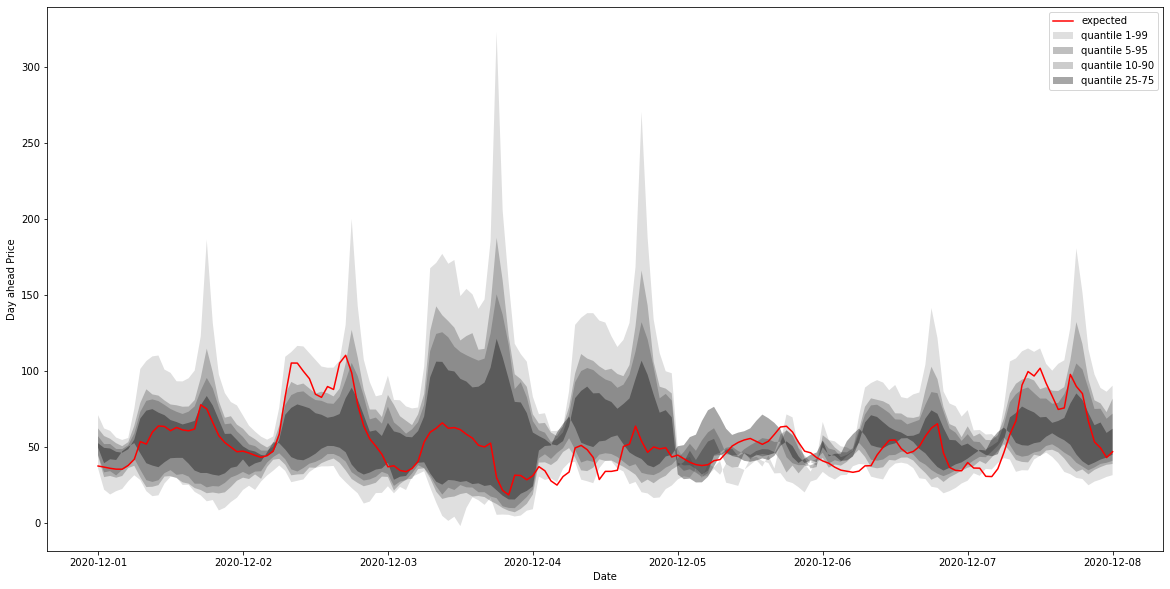 expected
quantile 1-99
quantile 5-95
quantile 10-90
quantile 25-75
300
250
200
150
100
50
0
Day ahead Price
2020-12-01 2020-12-02 2020-12-03 2020-12-04 2020-12-05 2020-12-06 2020-12-07 2020-12-08
Date